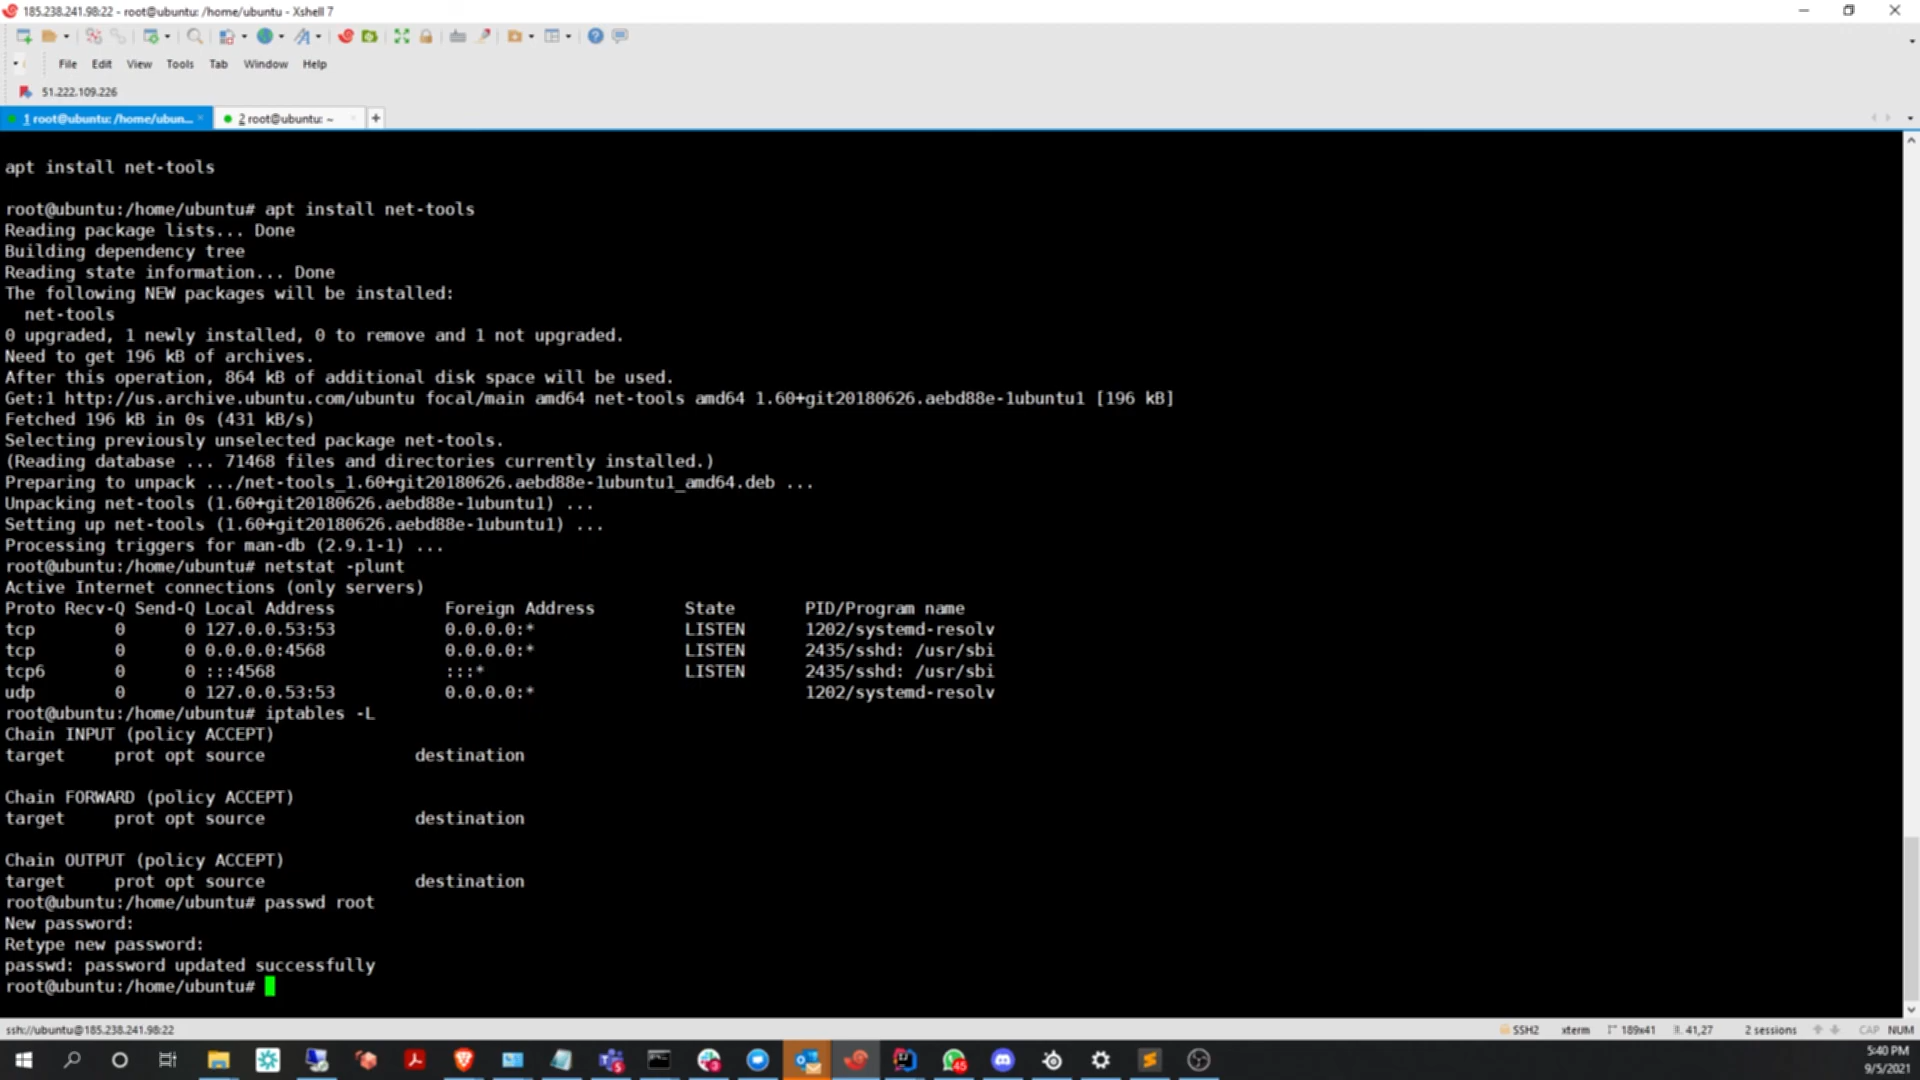 185.238.241.98:22 - root@ubuntu: /home/ubuntu - Xshell 7
File Edit View Tools Tab Window Help
51.222.109.226
1 root@ubuntu: /home/ubun... 2 root@ubuntu: ~ +
apt install net-tools
root@ubuntu:/home/ubuntu# apt install net-tools
Reading package lists... Done
Building dependency tree
Reading state information... Done
The following NEW packages will be installed:
net-tools
0 upgraded, 1 newly installed, 0 to remove and 1 not upgraded.
Need to get 196 kB of archives.
After this operation, 864 kB of additional disk space will be used.
Get:1 http://us.archive.ubuntu.com/ubuntu focal/main amd64 net-tools amd64 1.60+git20180626.aebd88e-1ubuntu1 [196 kB]
Fetched 196 kB in 0s (431 kB/s)
Selecting previously unselected package net-tools.
(Reading database ... 71468 files and directories currently installed.)
Preparing to unpack .../net-tools_1.60+git20180626.aebd88e-1ubuntu1_amd64.deb ...
Unpacking net-tools (1.60+git20180626.aebd88e-1ubuntu1) ...
Setting up net-tools (1.60+git20180626.aebd88e-1ubuntu1) ...
Processing triggers for man-db (2.9.1-1) ...
root@ubuntu:/home/ubuntu# netstat -plunt
Active Internet connections (only servers)
Proto Recv-Q Send-Q Local Address Foreign Address State PID/Program name
tcp 0 0 127.0.0.53:53 0.0.0.0:* LISTEN 1202/systemd-resolv
tcp 0 0 0.0.0.0:4568 0.0.0.0:* LISTEN 2435/sshd: /usr/sbi
tcp6 0 0 :::4568 :::* LISTEN 2435/sshd: /usr/sbi
udp 0 0 127.0.0.53:53 0.0.0.0:* 1202/systemd-resolv
root@ubuntu:/home/ubuntu# iptables -L
Chain INPUT (policy ACCEPT)
target prot opt source destination
Chain FORWARD (policy ACCEPT)
target prot opt source destination
Chain OUTPUT (policy ACCEPT)
target prot opt source destination
root@ubuntu:/home/ubuntu# passwd root
New password:
Retype new password:
passwd: password updated successfully
root@ubuntu:/home/ubuntu#
ssh://ubuntu@185.238.241.98:22 SSH2 xterm 189x41 41,27 2 sessions CAP NUM
5:40 PM
9/5/2021